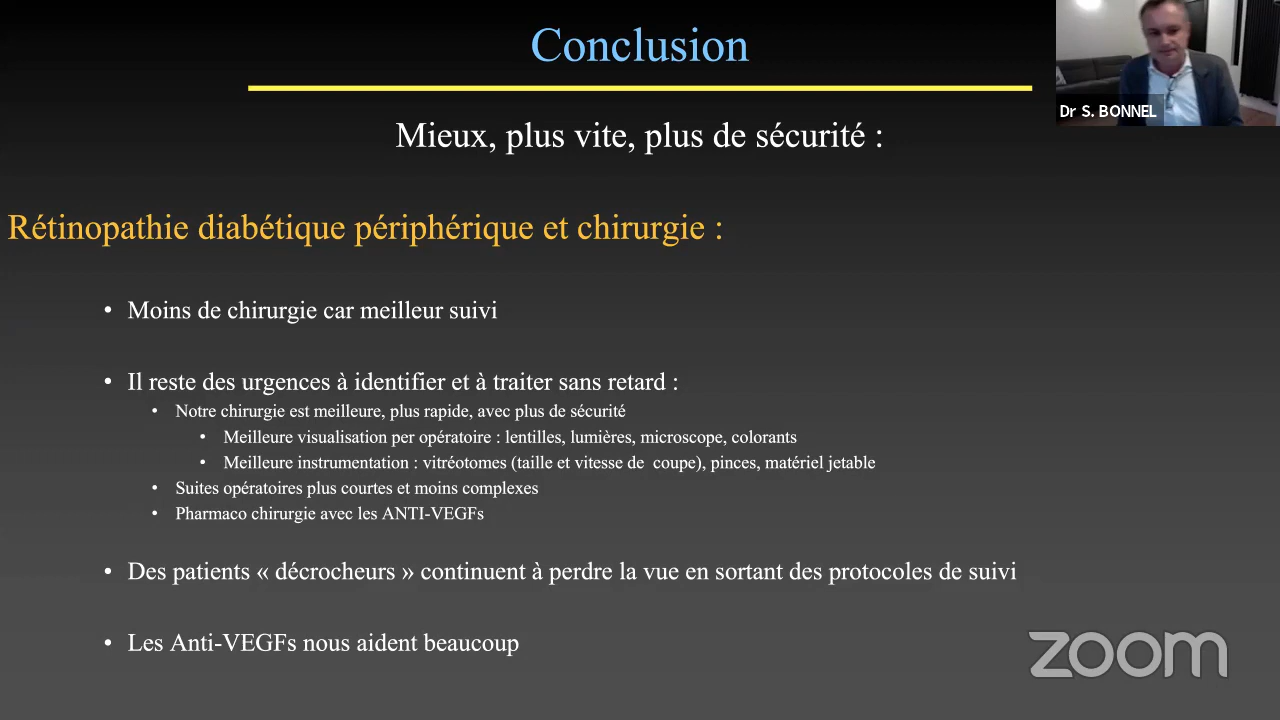 Conclusion
Dr S. BONNEL
Mieux, plus vite, plus de sécurité :
Rétinopathie diabétique périphérique et chirurgie :
• Moins de chirurgie car meilleur suivi
• Il reste des urgences à identifier et à traiter sans retard :
• Notre chirurgie est meilleure, plus rapide, avec plus de sécurité
• Meilleure visualisation per opératoire : lentilles, lumières, microscope, colorants
• Meilleure instrumentation : vitréotomes (taille et vitesse de coupe), pinces, matériel jetable
• Suites opératoires plus courtes et moins complexes
• Pharmaco chirurgie avec les ANTI-VEGFs
• Des patients « décrocheurs » continuent à perdre la vue en sortant des protocoles de suivi
• Les Anti-VEGFs nous aident beaucoup
zoom